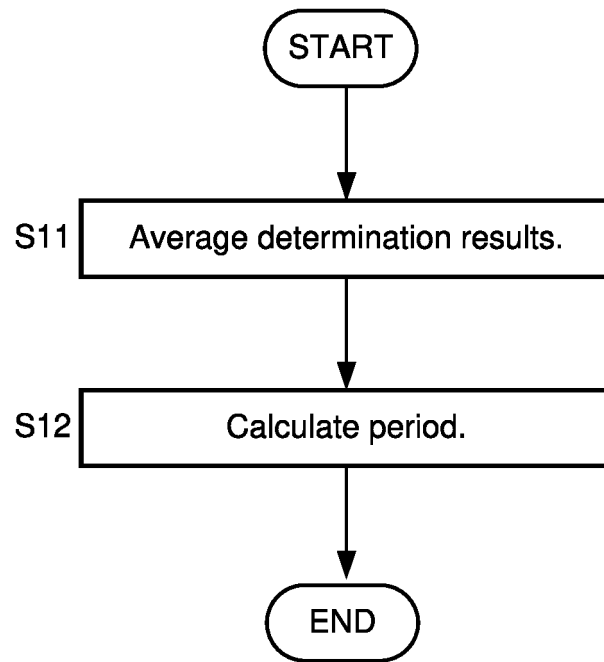 START
S11
Average determination results.
S12
Calculate period.
END